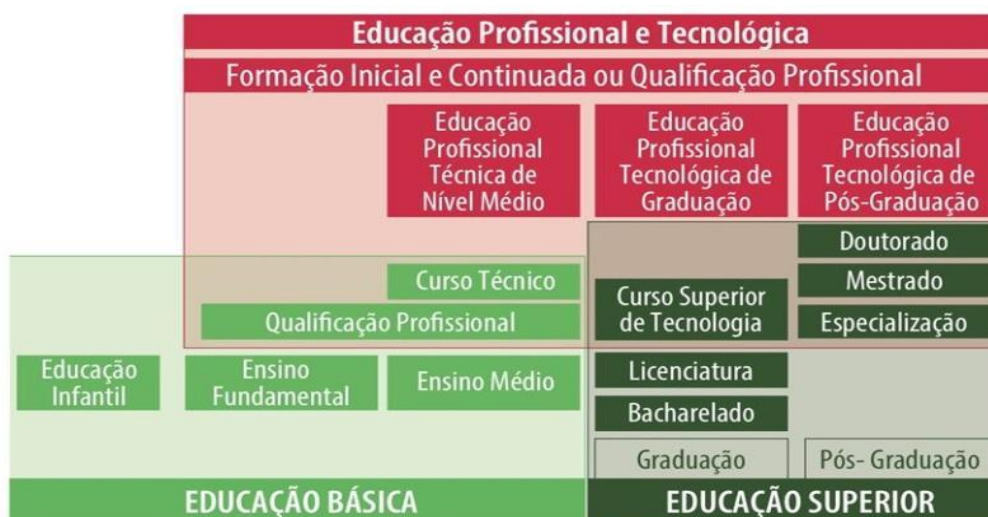 Educação Profissional e Tecnológica
Formação Inicial e Continuada ou Qualificação Profissional
Educação
Profissional
Técnica de
Nível Médio
Educação
Profissional
Tecnológica de
Graduação
Educação
Profissional
Tecnológica de
Pós-Graduação
Doutorado
Curso Técnico
Mestrado
Curso Superior
de Tecnologia
Qualificação Profissional
Especialização
Educação
Infantil
Ensino
Fundamental
Ensino Médio
Licenciatura
Bacharelado
Graduação
Pós- Graduação
EDUCAÇÃO BÁSICA
EDUCAÇÃO SUPERIOR